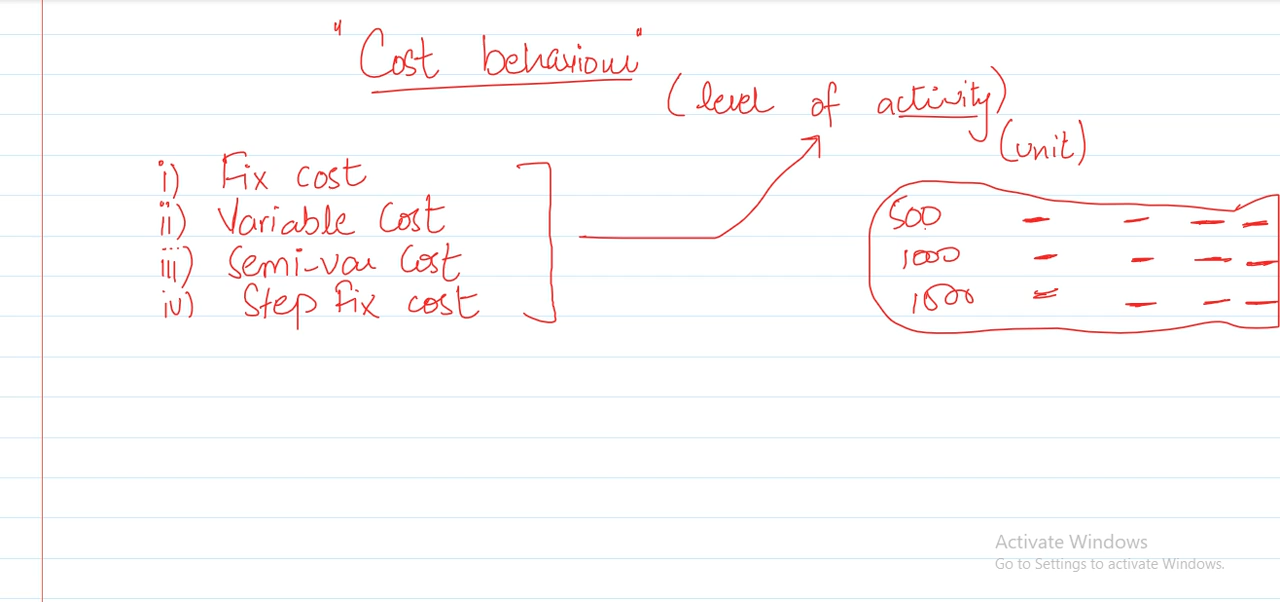 "Cost behaviour"
(level of activity)
(unit)
i) Fix cost
ii) Variable Cost
iii) Semi-var Cost
iv) Step Fix cost
500 - - - -
1000 - - - -
1500 - - - -
Activate Windows
Go to Settings to activate Windows.